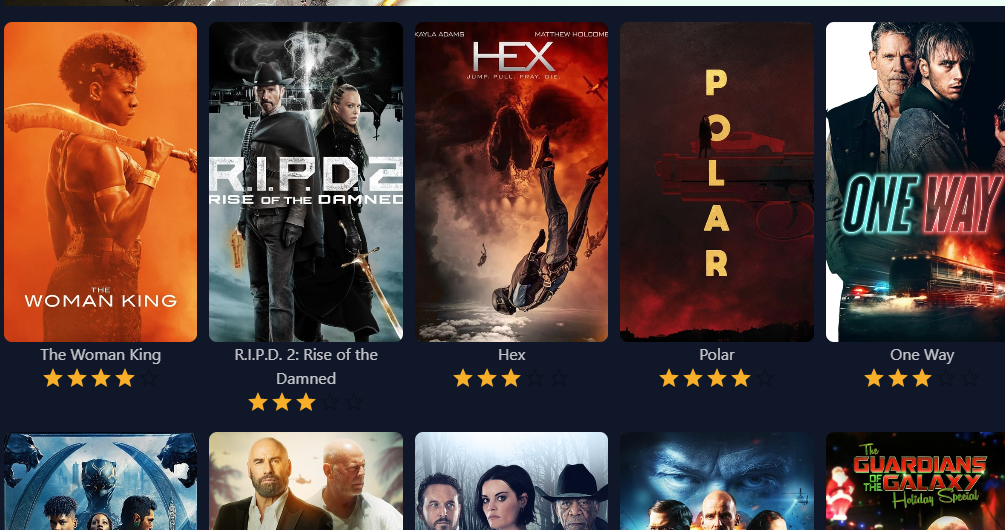 KAYLA ADAMS MATTHEW HOLCOMB
HEX
JUMP. PULL. PRAY. DIE.
POLAR
R.I.P.D. 2
RISE OF THE DAMNED
ONE WAY
THE
WOMAN KING
The Woman King
R.I.P.D. 2: Rise of the
Damned
Hex
Polar
One Way
The
GUARDIANS
OF THE GALAXY
Holiday Special